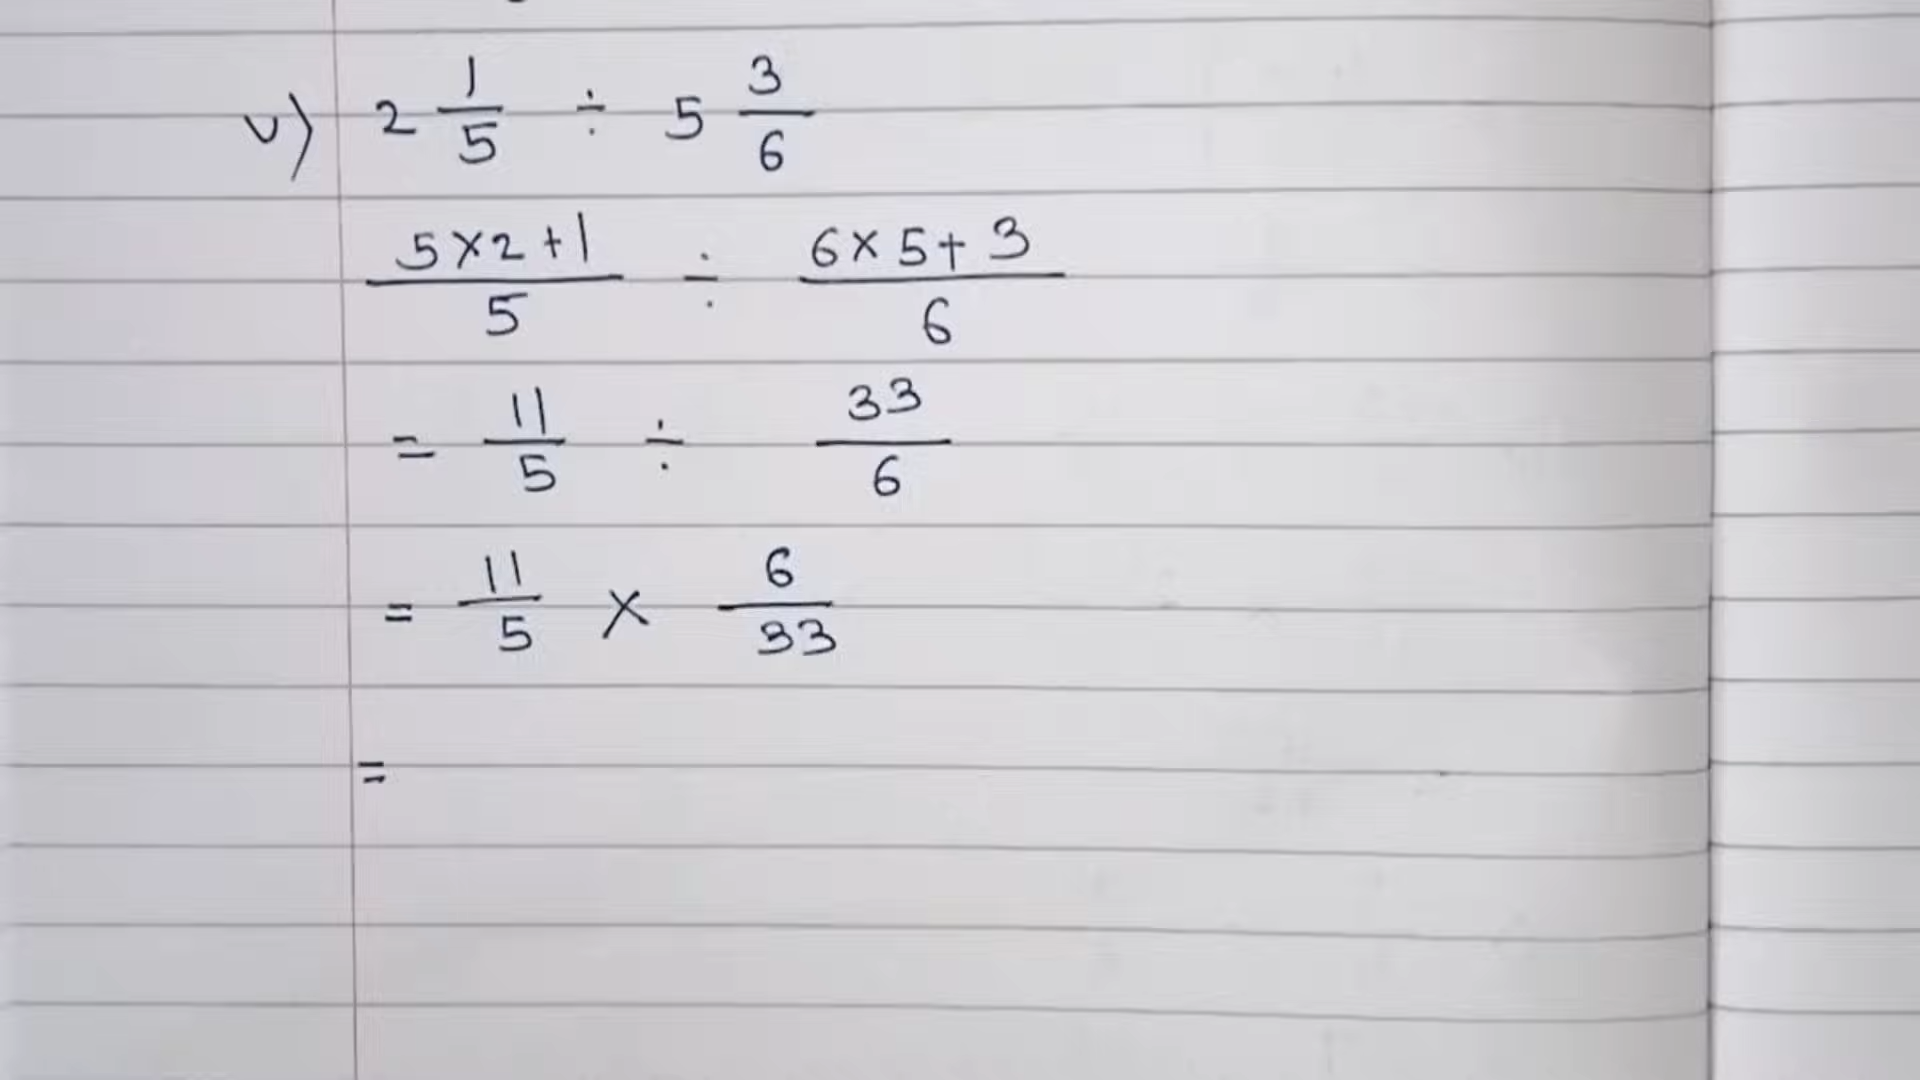 v) 2 1/5 ÷ 5 3/6
5×2+1/5 ÷ 6×5+3/6
= 11/5 ÷ 33/6
= 11/5 × 6/33
=